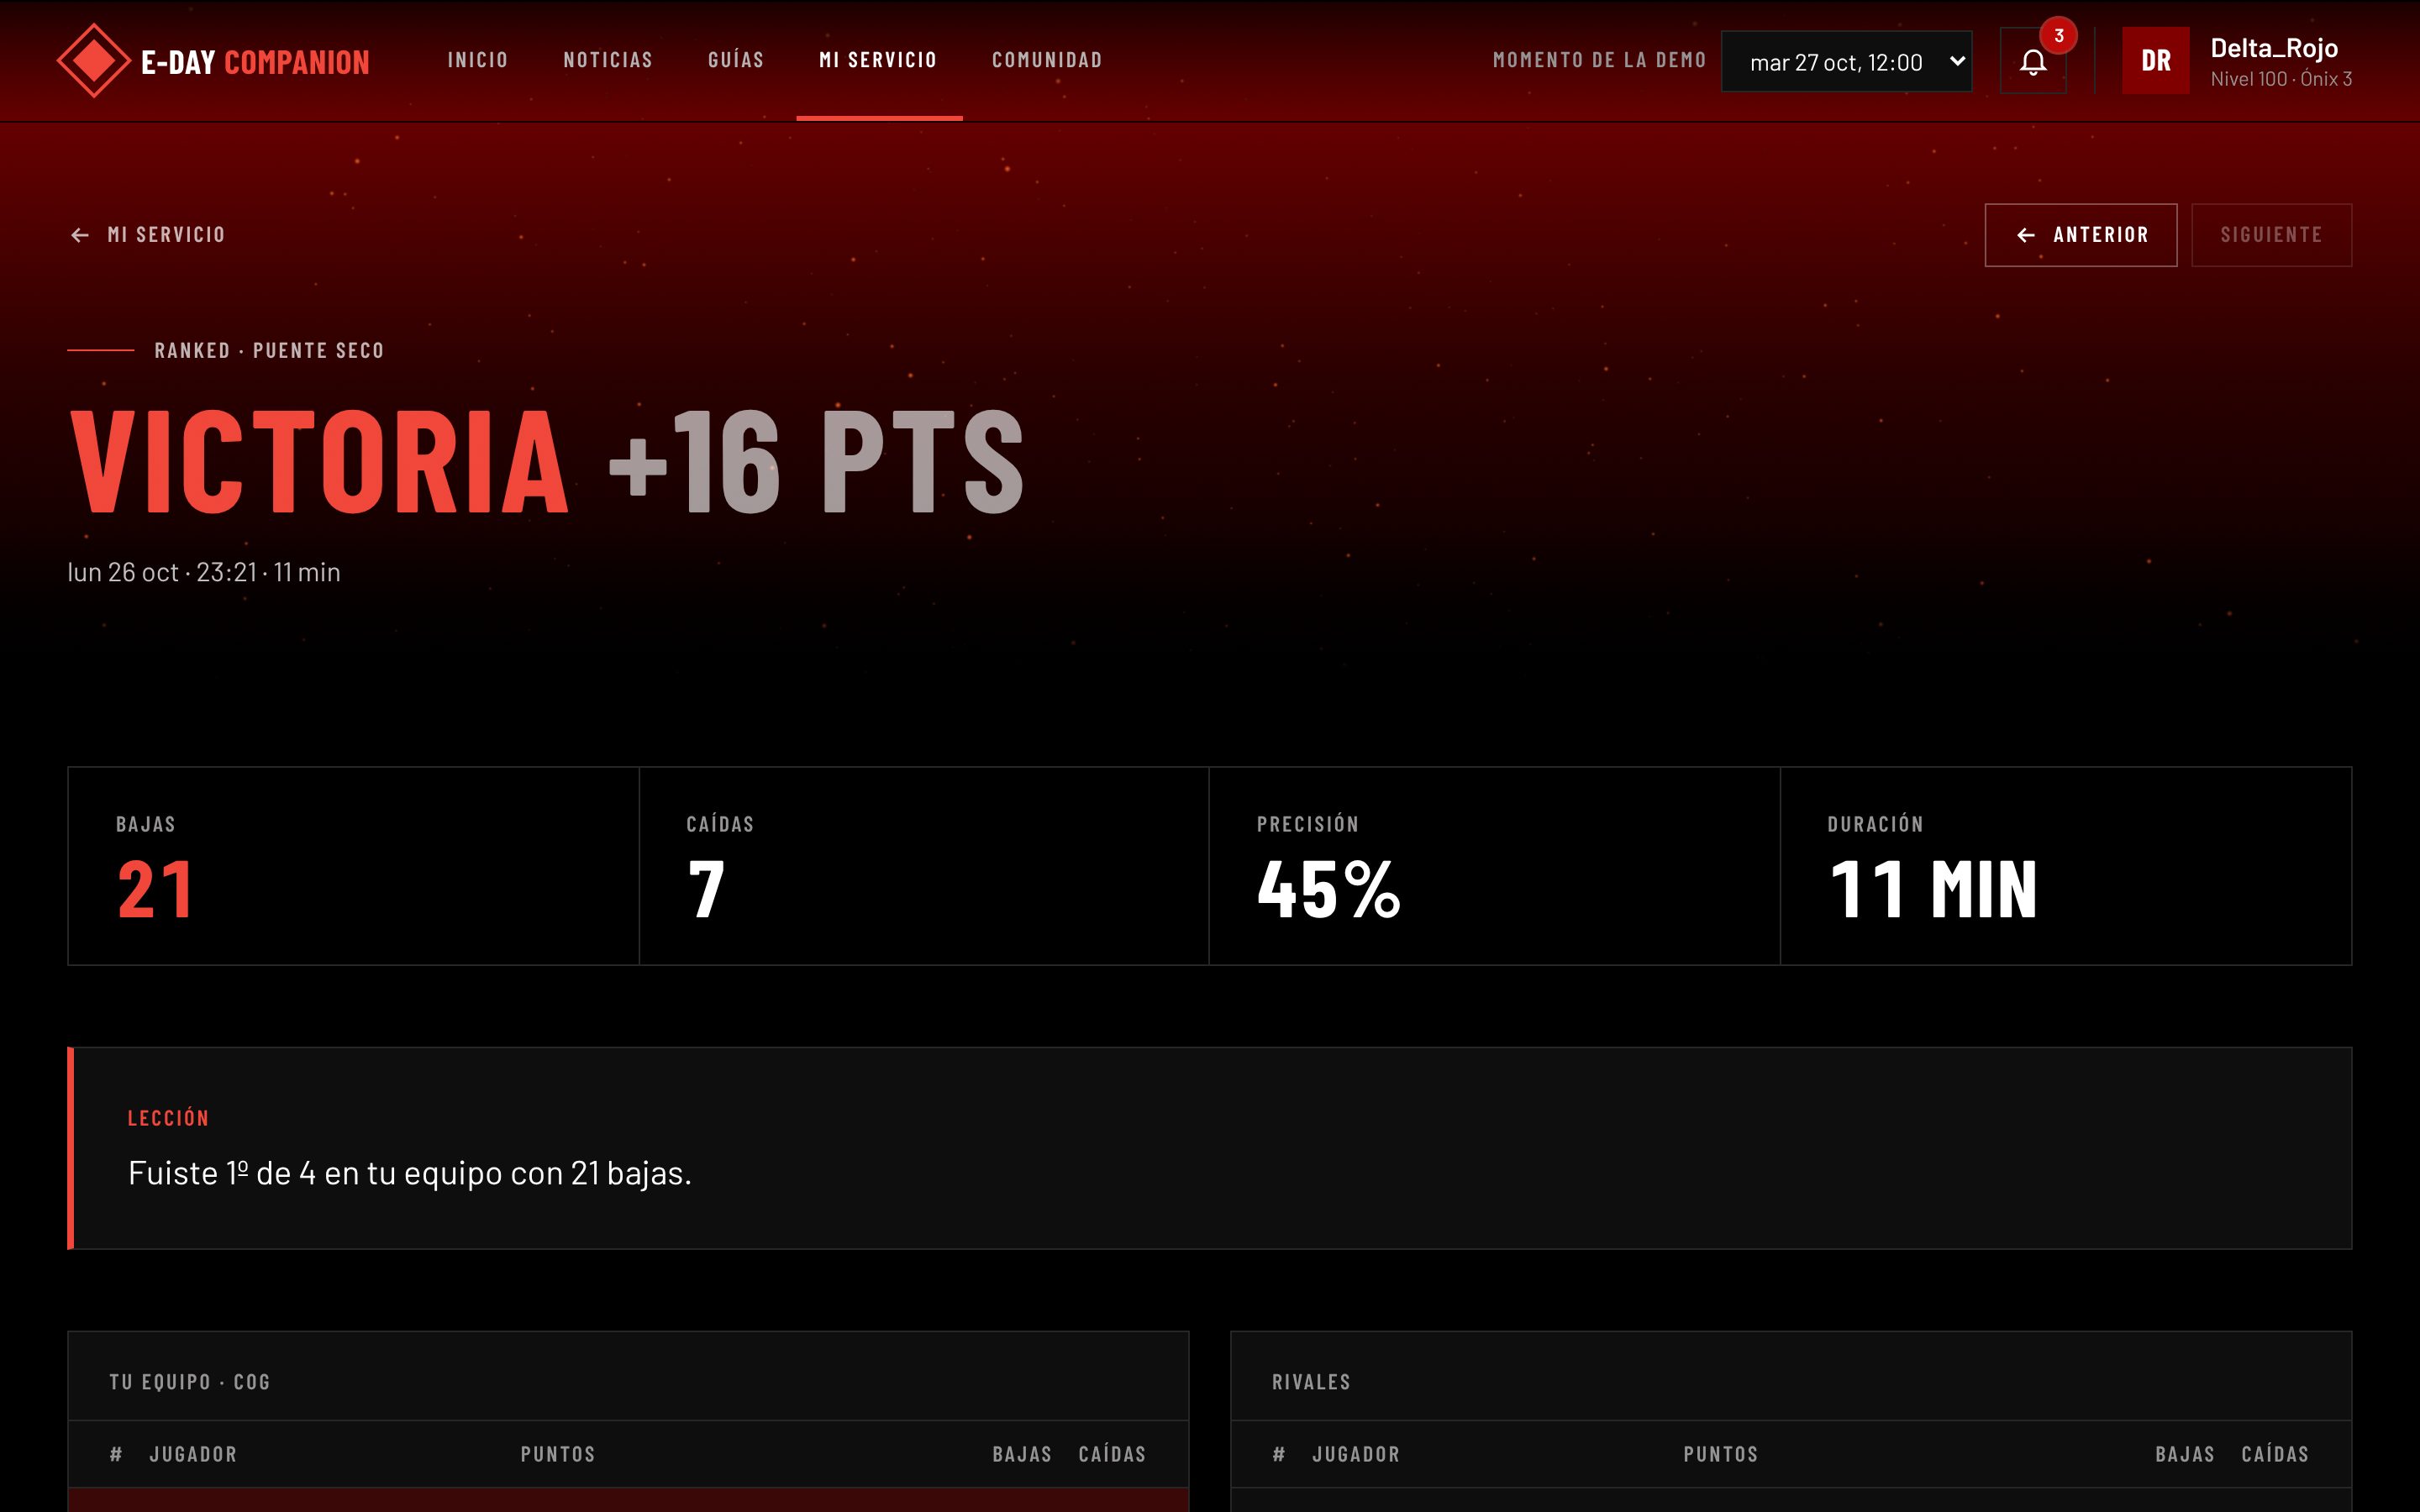 E-DAY COMPANION
INICIO NOTICIAS GUÍAS MI SERVICIO COMUNIDAD
MOMENTO DE LA DEMO mar 27 oct, 12:00
3
DR
Delta_Rojo
Nivel 100 · Ónix 3
← MI SERVICIO
← ANTERIOR
SIGUIENTE
RANKED · PUENTE SECO
VICTORIA +16 PTS
lun 26 oct · 23:21 · 11 min
BAJAS
21
CAÍDAS
7
PRECISIÓN
45%
DURACIÓN
11 MIN
LECCIÓN
Fuiste 1º de 4 en tu equipo con 21 bajas.
TU EQUIPO · COG
# JUGADOR PUNTOS BAJAS CAÍDAS
RIVALES
# JUGADOR PUNTOS BAJAS CAÍDAS